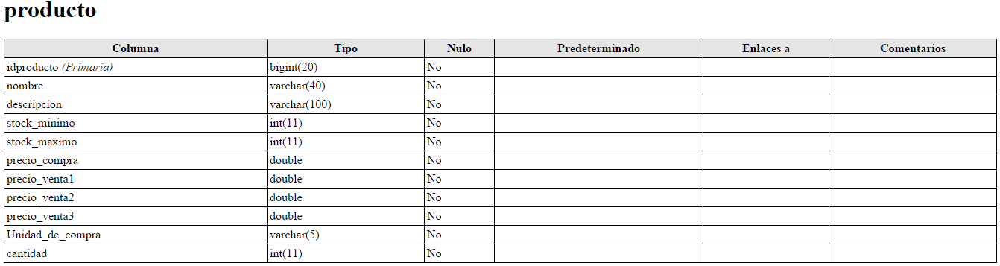 producto
Columna Tipo Nulo Predeterminado Enlaces a Comentarios
idproducto (Primaria) bigint(20) No
nombre varchar(40) No
descripcion varchar(100) No
stock_minimo int(11) No
stock_maximo int(11) No
precio_compra double No
precio_venta1 double No
precio_venta2 double No
precio_venta3 double No
Unidad_de_compra varchar(5) No
cantidad int(11) No